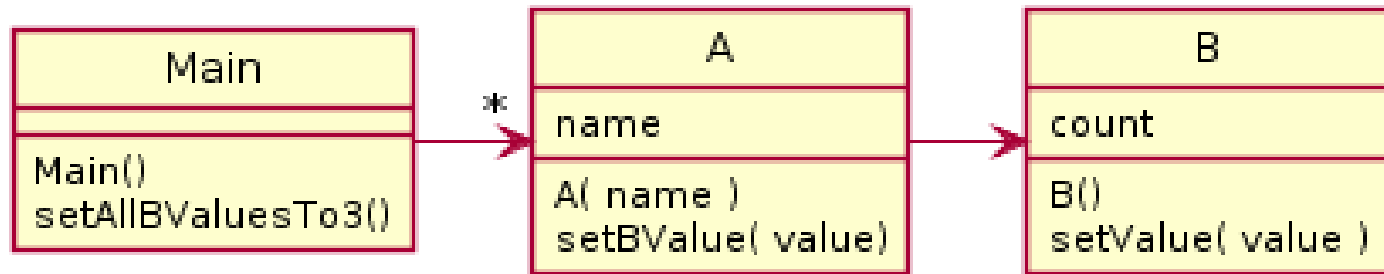 Main
Main()
setAllBValuesTo3()
*
A
name
A( name )
setBValue( value)
B
count
B()
setValue( value )